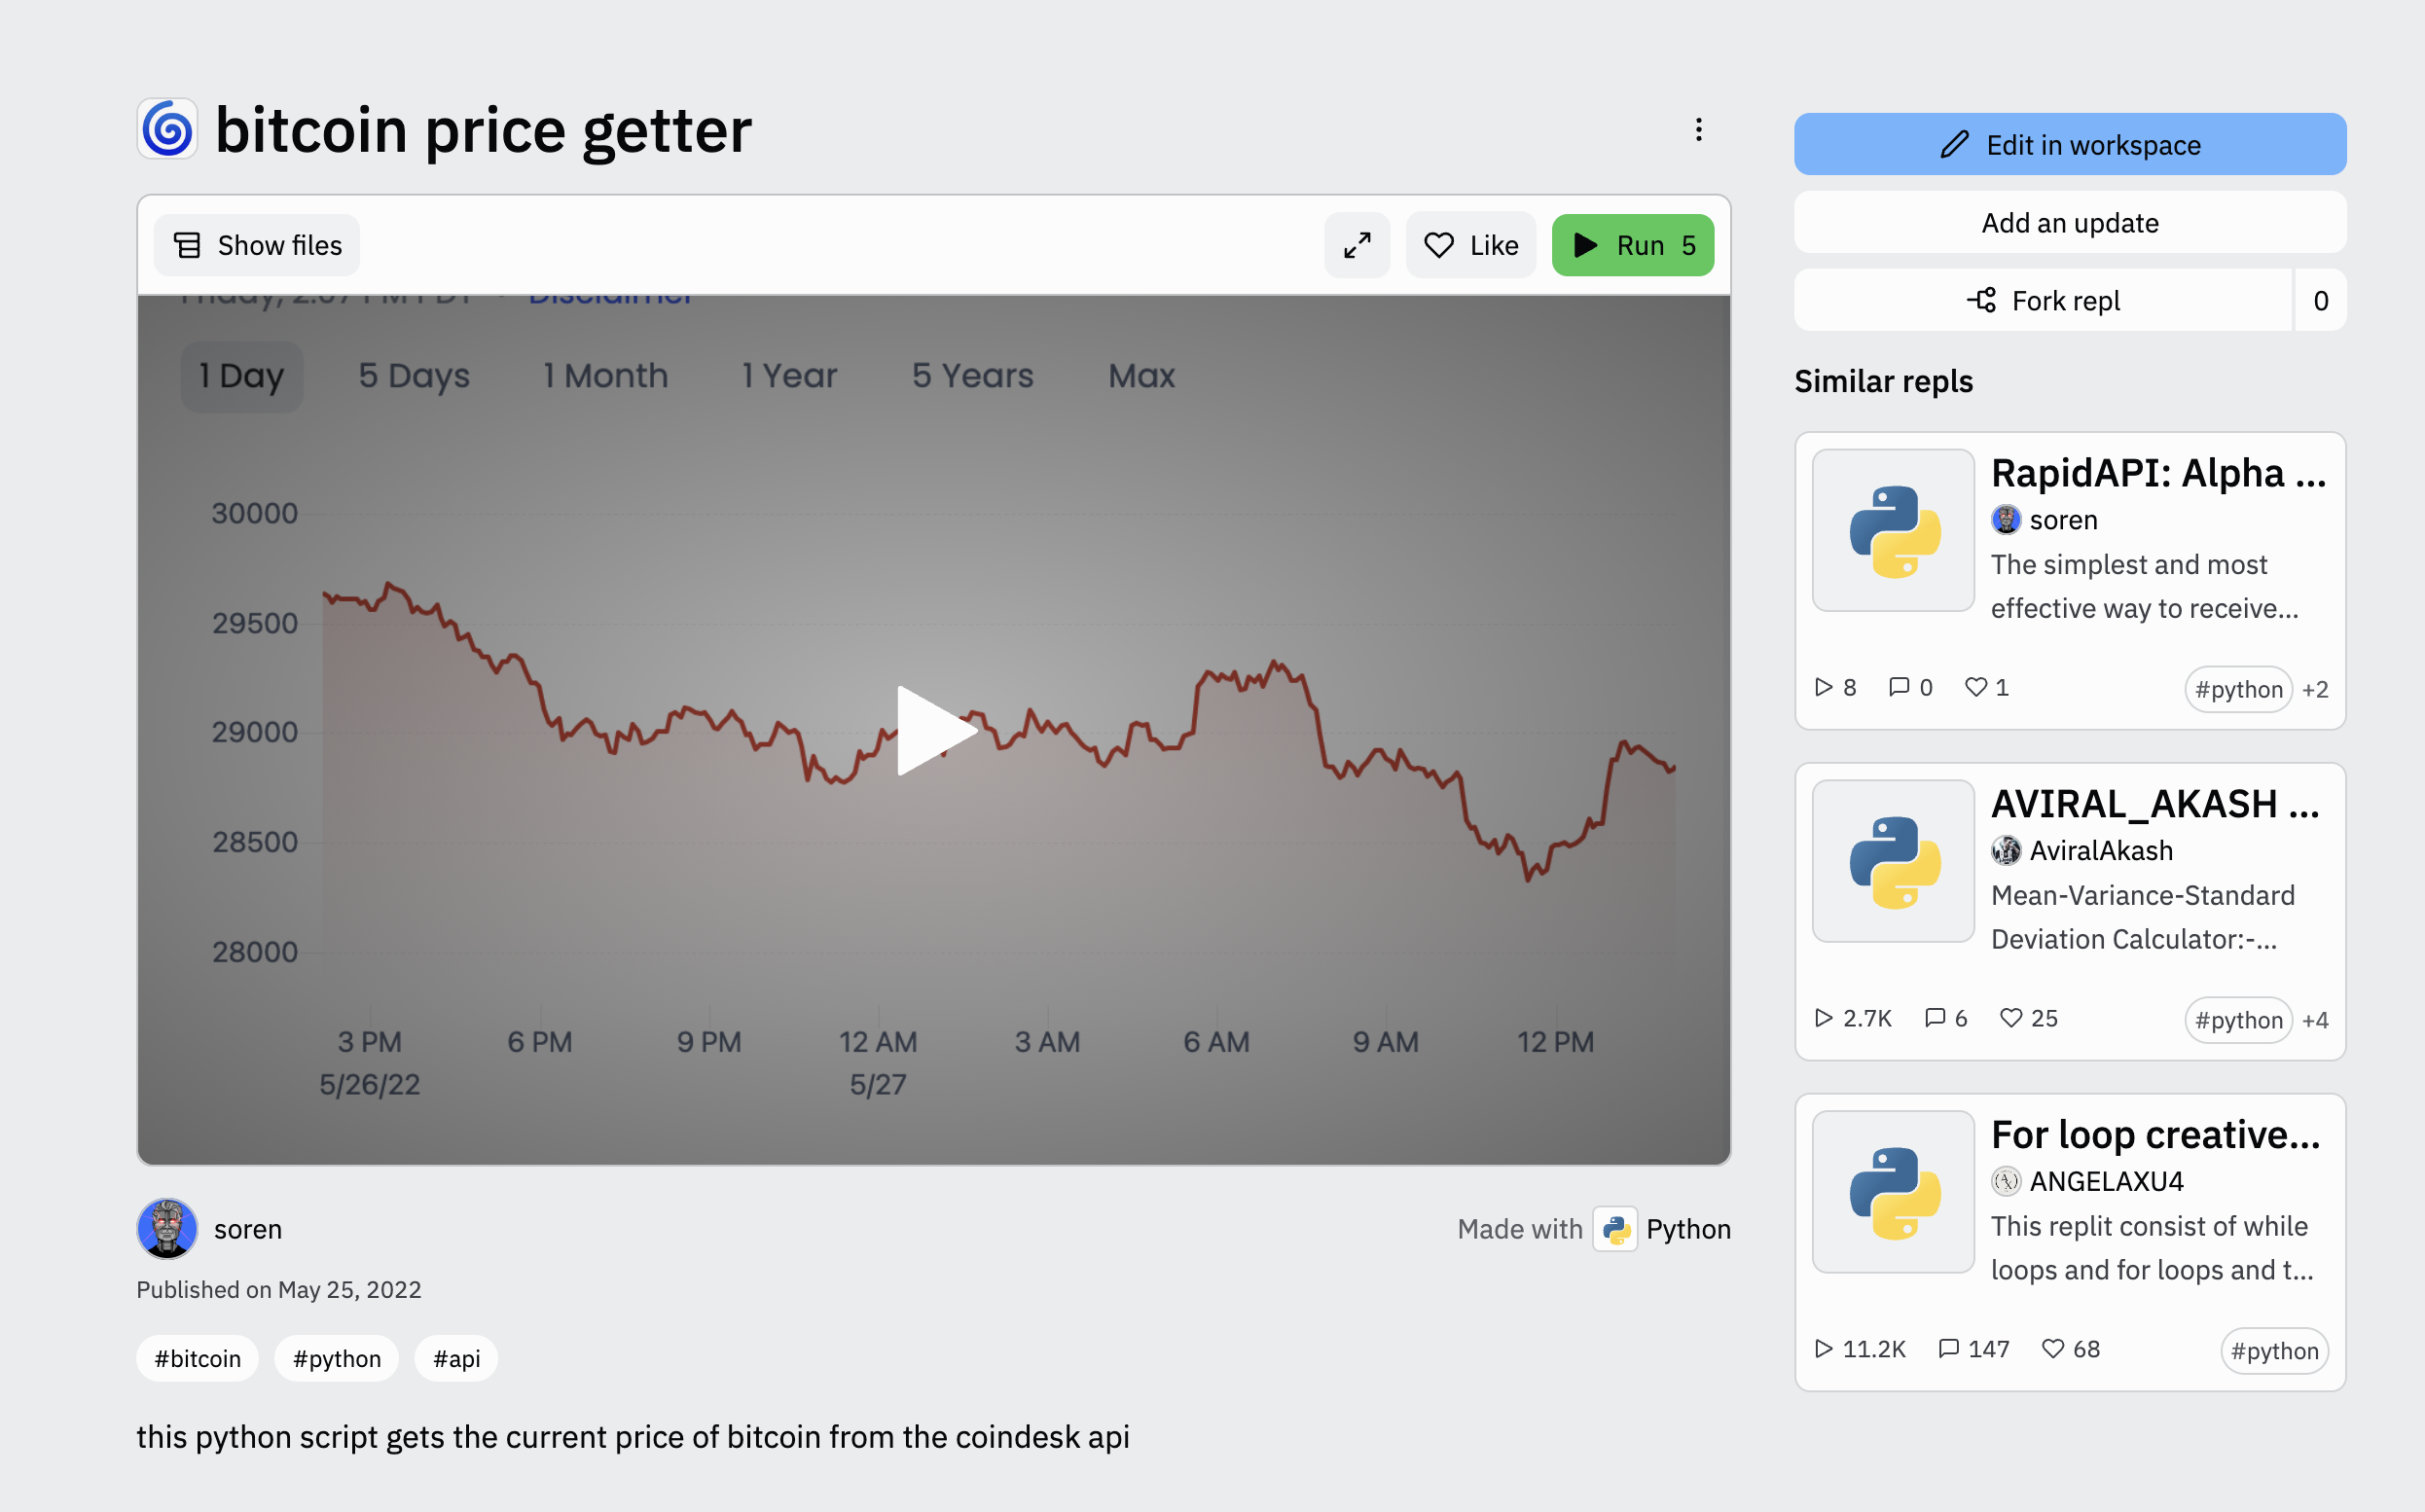 bitcoin price getter
Show files
Like
Run 5
Disclaimer
1 Day 5 Days 1 Month 1 Year 5 Years Max
30000
29500
29000
28500
28000
3 PM 6 PM 9 PM 12 AM 3 AM 6 AM 9 AM 12 PM
5/26/22 5/27
soren
Made with Python
Published on May 25, 2022
#bitcoin #python #api
this python script gets the current price of bitcoin from the coindesk api
Edit in workspace
Add an update
Fork repl 0
Similar repls
RapidAPI: Alpha ...
soren
The simplest and most
effective way to receive...
8 0 1 #python +2
AVIRAL_AKASH ...
AviralAkash
Mean-Variance-Standard
Deviation Calculator:-...
2.7K 6 25 #python +4
For loop creative...
ANGELAXU4
This replit consist of while
loops and for loops and t...
11.2K 147 68 #python